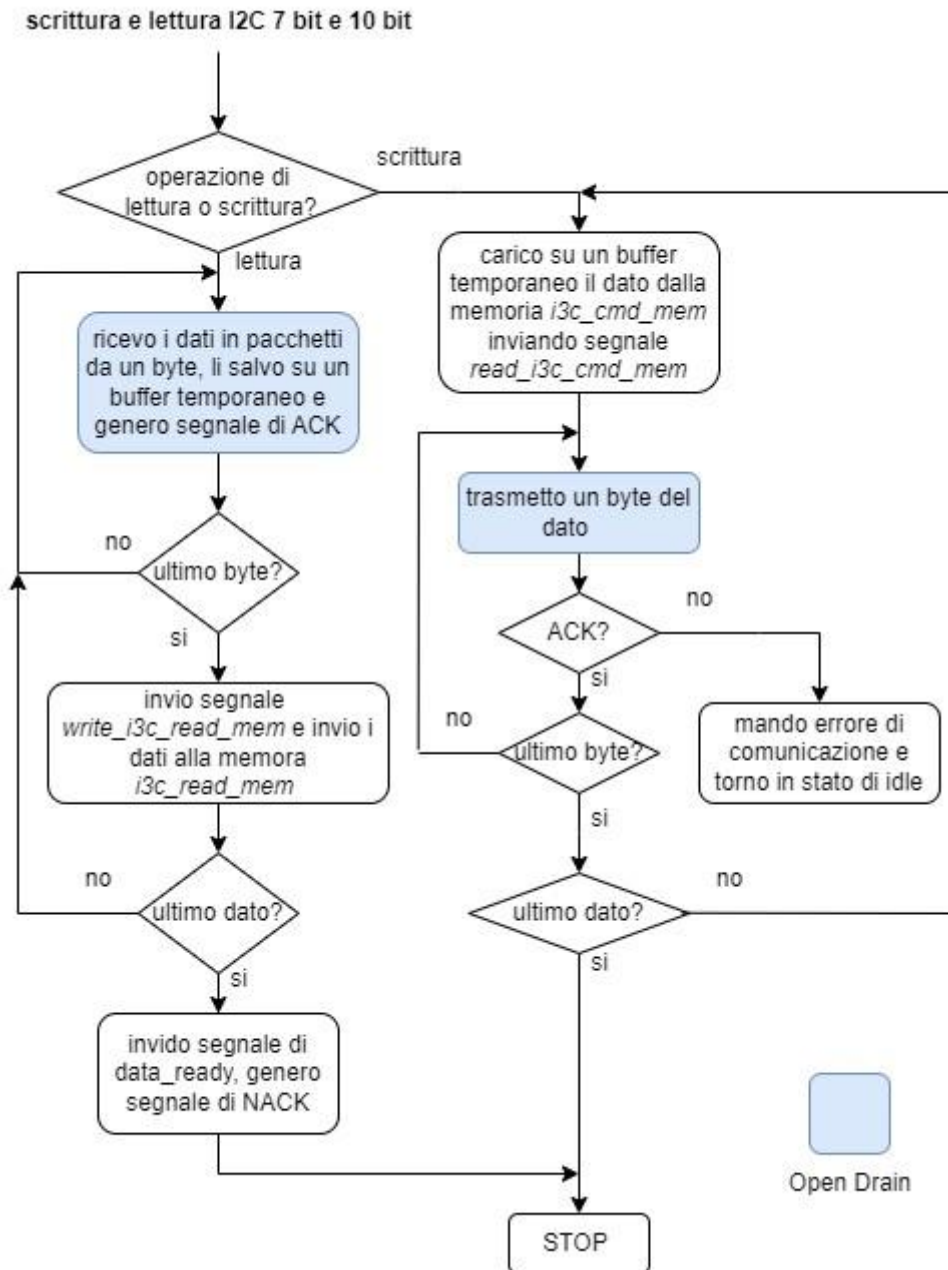 scrittura e lettura I2C 7 bit e 10 bit
operazione di
lettura o scrittura?
scrittura
lettura
ricevo i dati in pacchetti
da un byte, li salvo su un
buffer temporaneo e
genero segnale di ACK
ultimo byte?
no
si
invio segnale
write_i3c_read_mem e invio i
dati alla memora
i3c_read_mem
ultimo dato?
no
si
invido segnale di
data_ready, genero
segnale di NACK
carico su un buffer
temporaneo il dato dalla
memoria i3c_cmd_mem
inviando segnale
read_i3c_cmd_mem
trasmetto un byte del
dato
ACK?
no
si
mando errore di
comunicazione e
torno in stato di idle
ultimo byte?
no
si
ultimo dato?
no
si
STOP
Open Drain